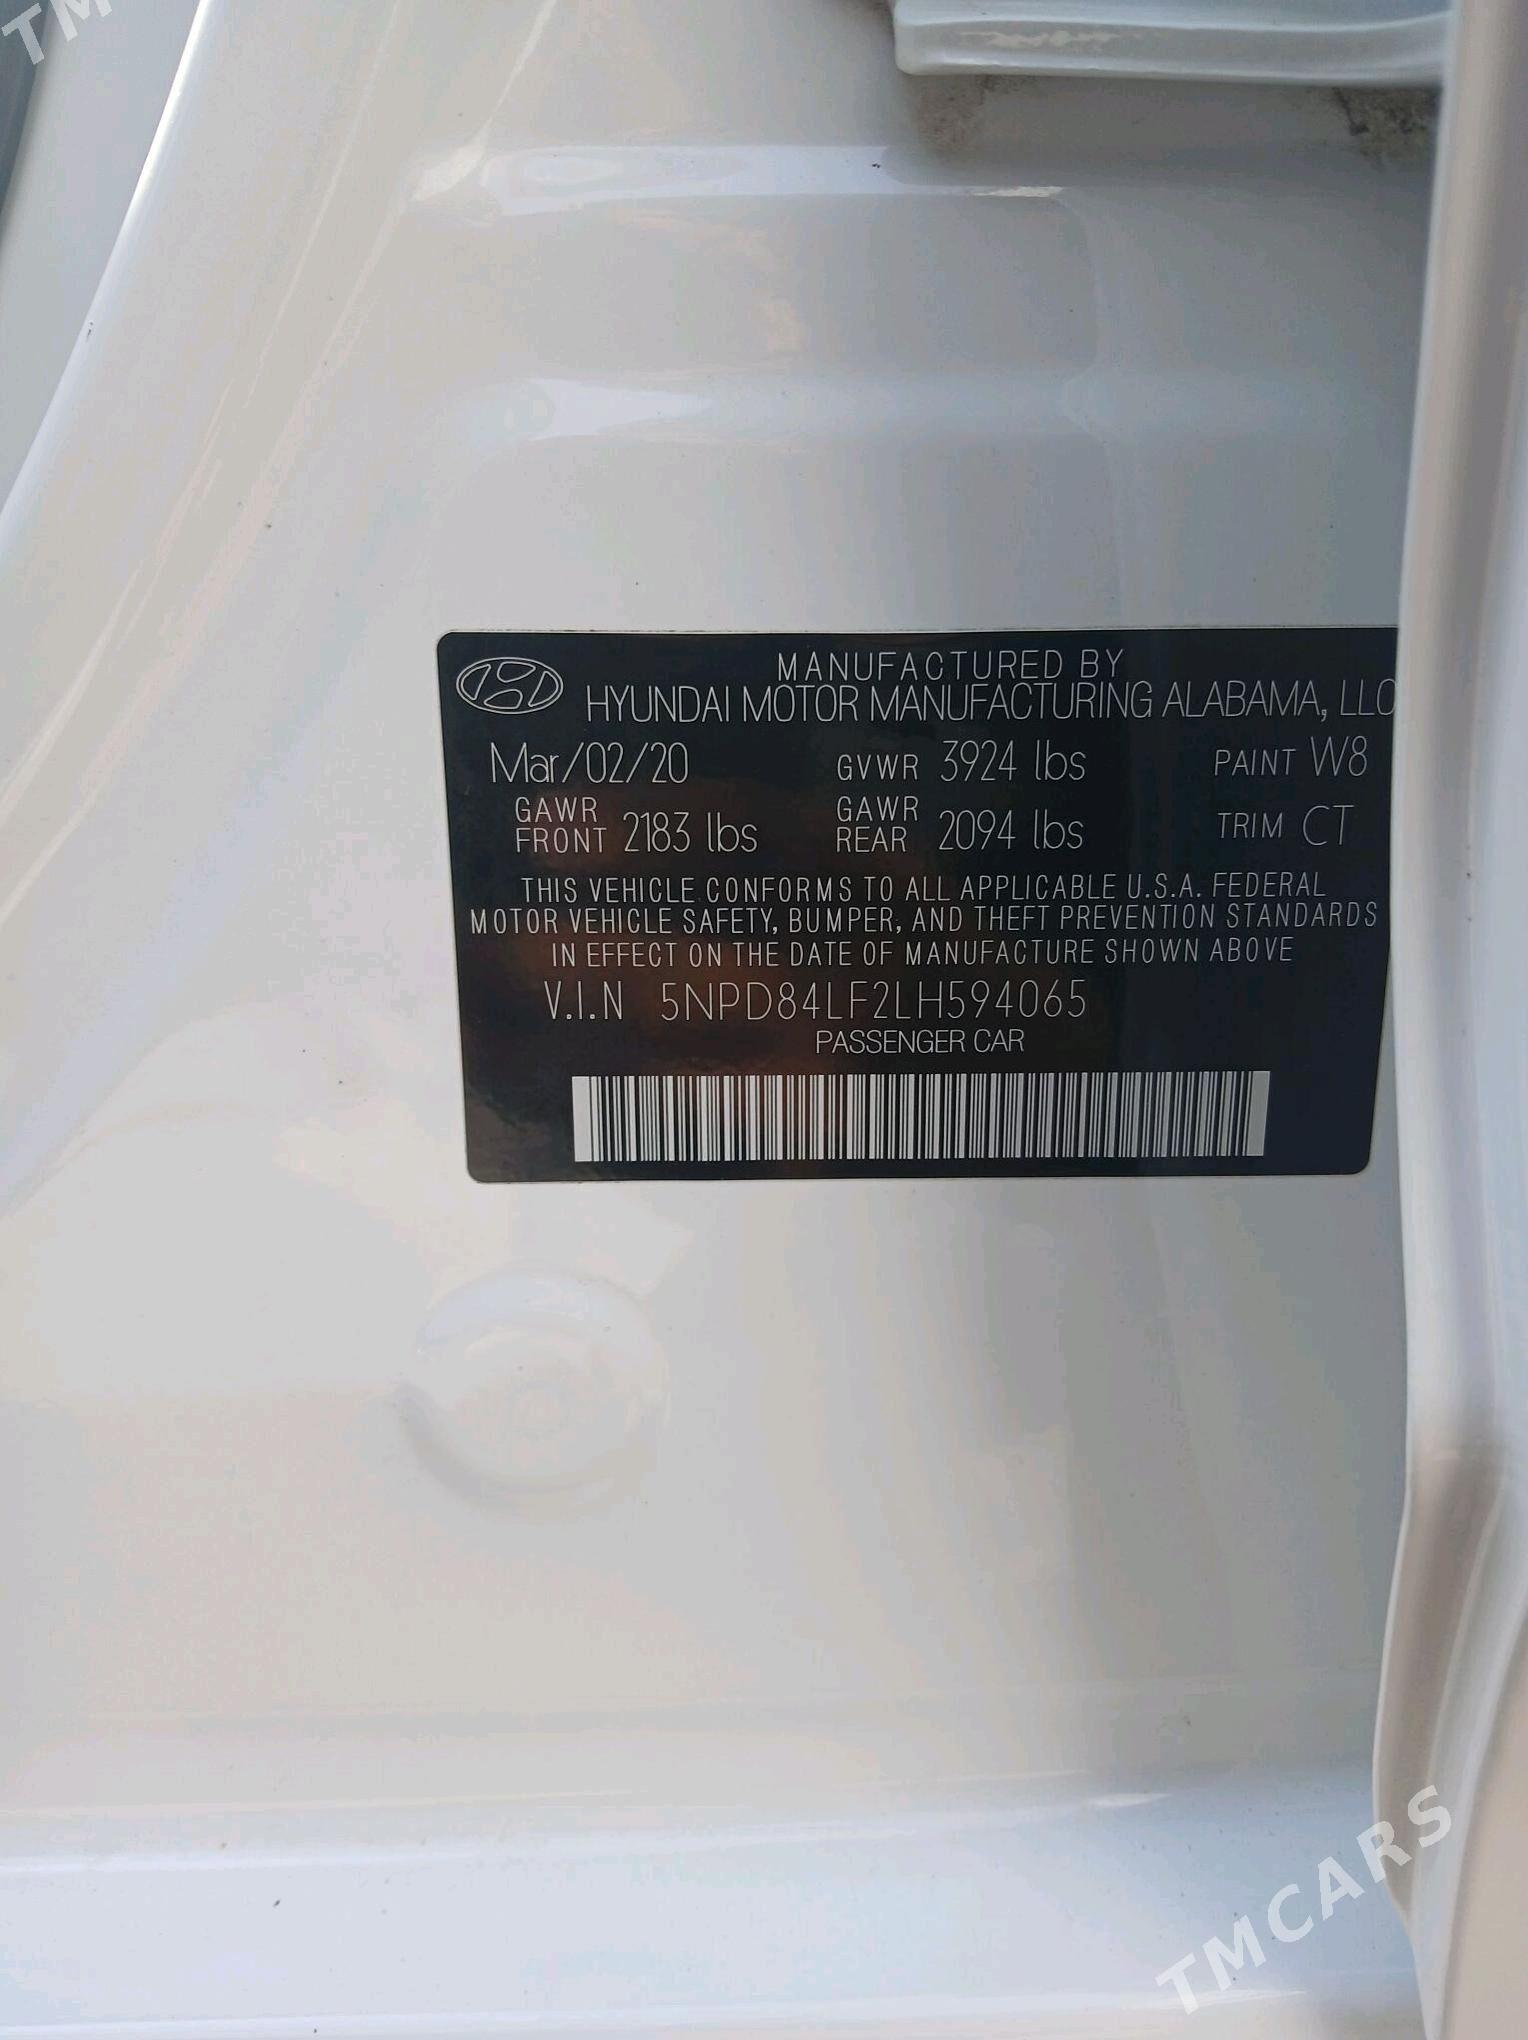 TM
MANUFACTURED BY
HYUNDAI MOTOR MANUFACTURING ALABAMA, LLC
Mar/02/20 GVWR 3924 lbs PAINT W8
GAWR FRONT 2183 lbs GAWR REAR 2094 lbs TRIM CT
THIS VEHICLE CONFORMS TO ALL APPLICABLE U.S.A. FEDERAL
MOTOR VEHICLE SAFETY, BUMPER, AND THEFT PREVENTION STANDARDS
IN EFFECT ON THE DATE OF MANUFACTURE SHOWN ABOVE
V.I.N 5NPD84LF2LH594065
PASSENGER CAR
TMCARS